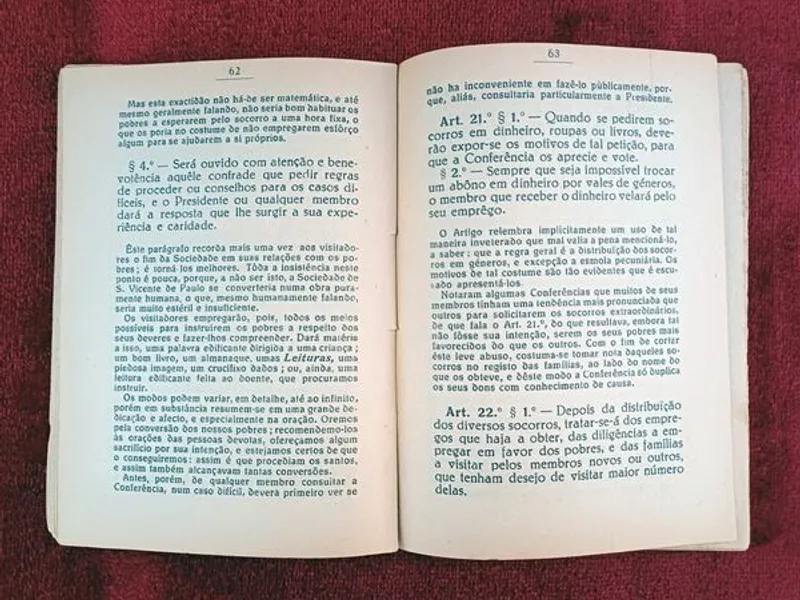 62
Mas esta exactidão não há-de ser matemática, e até
mesmo geralmente falando, não seria bom habituar os
pobres a esperarem pelo socorro a uma hora fixa, o
que os poria no costume de não empregarem esfôrço
algum para se ajudarem a si próprios.
§ 4.º — Será ouvido com atenção e bene-
volência aquêle confrade que pedir regras
de proceder ou conselhos para os casos di-
fíceis, e o Presidente ou qualquer membro
dará a resposta que lhe surgir a sua expe-
riência e caridade.
Êste parágrafo recorda mais uma vez aos visitado-
res o fim da Sociedade em suas relações com os po-
bres; é torná-los melhores. Tôda a insistência neste
ponto é pouca, porque, a não ser isto, a Sociedade de
S. Vicente de Paulo se converteria numa obra pura-
mente humana, o que, mesmo humanamente falando,
seria muito estéril e insuficiente.
Os visitadores empregarão, pois, todos os meios
possíveis para instruírem os pobres a respeito dos
seus deveres e fazer-lhos compreender. Dará matéria
a isso, uma palavra edificante dirigida a uma criança;
um bom livro, um almanaque, umas Leituras, uma
piedosa imagem, um crucifixo dados; ou, ainda, uma
leitura edificante feita ao doente, que procuramos
instruir.
Os modos podem variar, em detalhe, até ao infinito,
porém em substância resumem-se em uma grande de-
dicação e afecto, e especialmente na oração. Oremos
pela conversão dos nossos pobres; recomendemo-los
às orações das pessoas devotas, ofereçamos algum
sacrifício por sua intenção, e estejamos certos de que
o conseguiremos: assim é que procediam os santos,
e assim também alcançavam tantas conversões.
Antes, porém, de qualquer membro consultar a
Conferência, num caso difícil, deverá primeiro ver se
63
não ha inconveniente em fazê-lo pùblicamente, por-
que, aliás, consultaria particularmente a Presidente.
Art. 21.º § 1.º — Quando se pedirem so-
corros em dinheiro, roupas ou livros, deve-
rão expor-se os motivos de tal petição, para
que a Conferência os aprecie e vote.
§ 2.º — Sempre que seja impossível trocar
um abôno em dinheiro por vales de géneros,
o membro que receber o dinheiro velará pelo
seu emprêgo.
O Artigo relembra implicitamente um uso de tal
maneira inveterado que mal valia a pena mencioná-lo,
a saber: que a regra geral é a distribuição dos socor-
ros em géneros, e excepção a esmola pecuniária. Os
motivos de tal costume são tão evidentes que é escu-
sado apresentá-los.
Notaram algumas Conferências que muitos de seus
membros tinham uma tendência mais pronunciada que
outros para solicitarem os socorros extraordinários,
de que fala o Art. 21.º, do que resultava, embora tal
não fôsse sua intenção, serem os seus pobres mais
favorecidos do que os outros. Com o fim de cortar
êste leve abuso, costuma-se tomar nota daqueles so-
corros no registo das famílias, ao lado do nome do
que os obteve, e dêste modo a Conferência só duplica
os seus dons com conhecimento de causa.
Art. 22.º § 1.º — Depois da distribuïção
dos diversos socorros, tratar-se-á dos empre-
gos que haja a obter, das diligências a em-
pregar em favor dos pobres, e das famílias
a visitar pelos membros novos ou outros,
que tenham desejo de visitar maior número
delas.